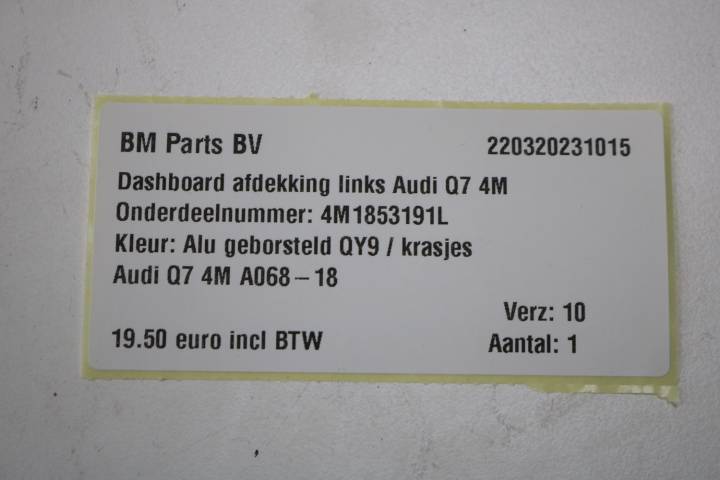 BM Parts BV 220320231015
Dashboard afdekking links Audi Q7 4M
Onderdeelnummer: 4M1853191L
Kleur: Alu geborsteld QY9 / krasjes
Audi Q7 4M A068-18
Verz: 10
19.50 euro incl BTW Aantal: 1